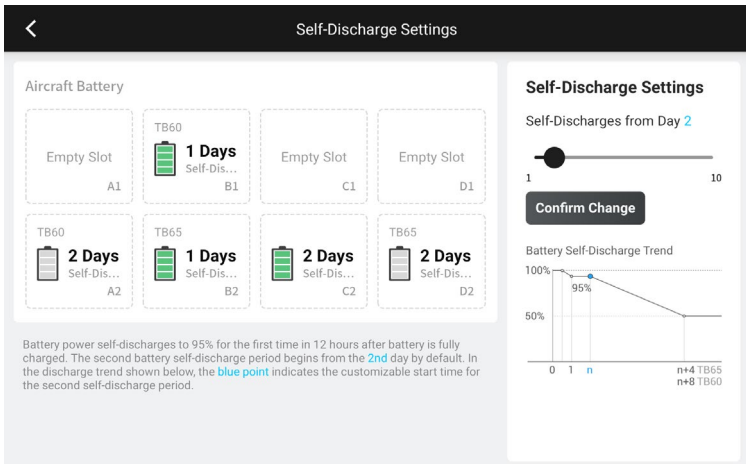 Self-Discharge Settings
Aircraft Battery
Empty Slot
A1
TB60
1 Days
Self-Dis...
B1
Empty Slot
C1
Empty Slot
D1
TB60
2 Days
Self-Dis...
A2
TB65
1 Days
Self-Dis...
B2
2 Days
Self-Dis...
C2
TB65
2 Days
Self-Dis...
D2
Battery power self-discharges to 95% for the first time in 12 hours after battery is fully
charged. The second battery self-discharge period begins from the 2nd day by default. In
the discharge trend shown below, the blue point indicates the customizable start time for
the second self-discharge period.
Self-Discharge Settings
Self-Discharges from Day 2
1 10
Confirm Change
Battery Self-Discharge Trend
100%
95%
50%
0 1 n n+4 TB65
n+8 TB60